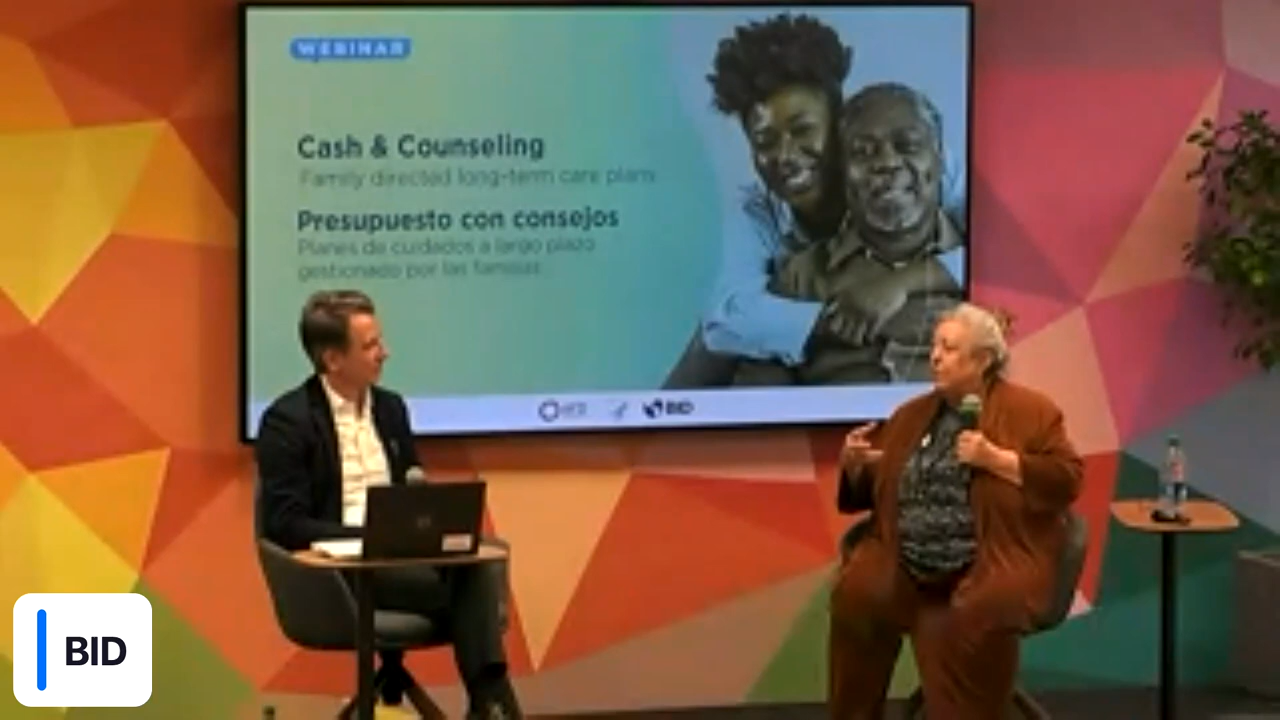 WEBINAR
Cash & Counseling
Family directed long-term care plans
Presupuesto con consejos
Planes de cuidados a largo plazo
gestionado por las familias
BID
BID